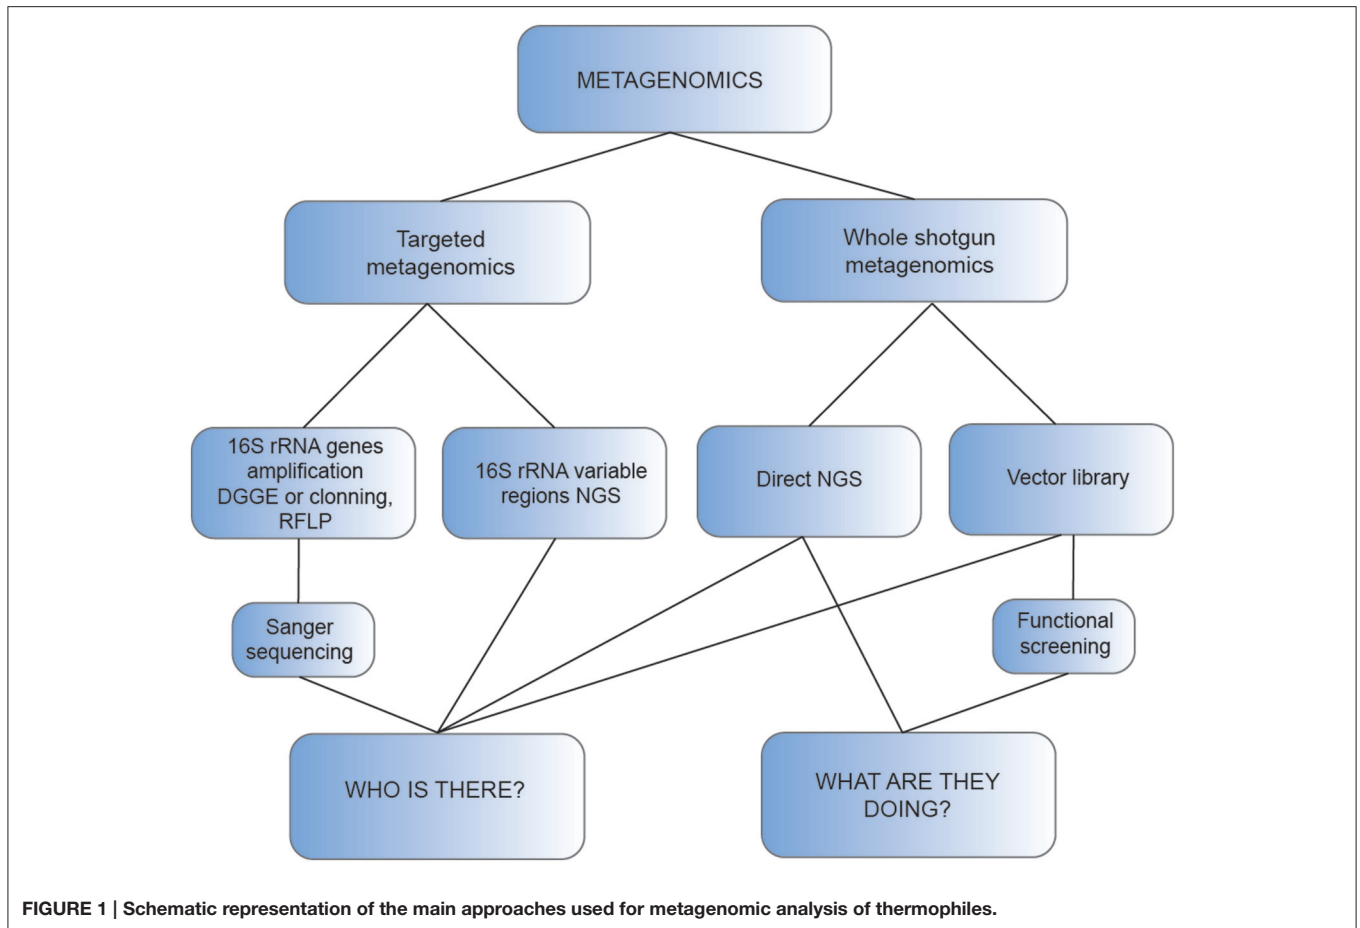 METAGENOMICS
Targeted
metagenomics
Whole shotgun
metagenomics
16S rRNA genes
amplification
DGGE or clonning,
RFLP
16S rRNA variable
regions NGS
Direct NGS
Vector library
Sanger
sequencing
Functional
screening
WHO IS THERE?
WHAT ARE THEY
DOING?
FIGURE 1 | Schematic representation of the main approaches used for metagenomic analysis of thermophiles.